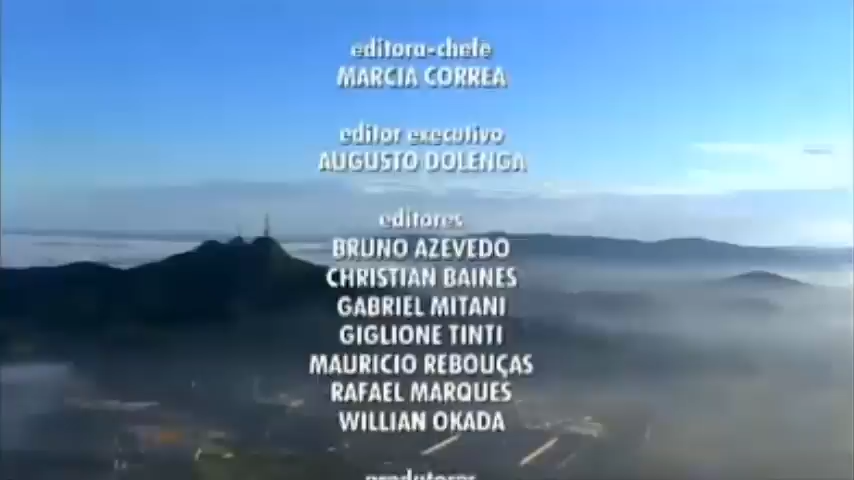 editora-chefe
MARCIA CORREA
editor executivo
AUGUSTO DOLENGA
editores
BRUNO AZEVEDO
CHRISTIAN BAINES
GABRIEL MITANI
GIGLIONE TINTI
MAURICIO REBOUÇAS
RAFAEL MARQUES
WILLIAN OKADA
produtores